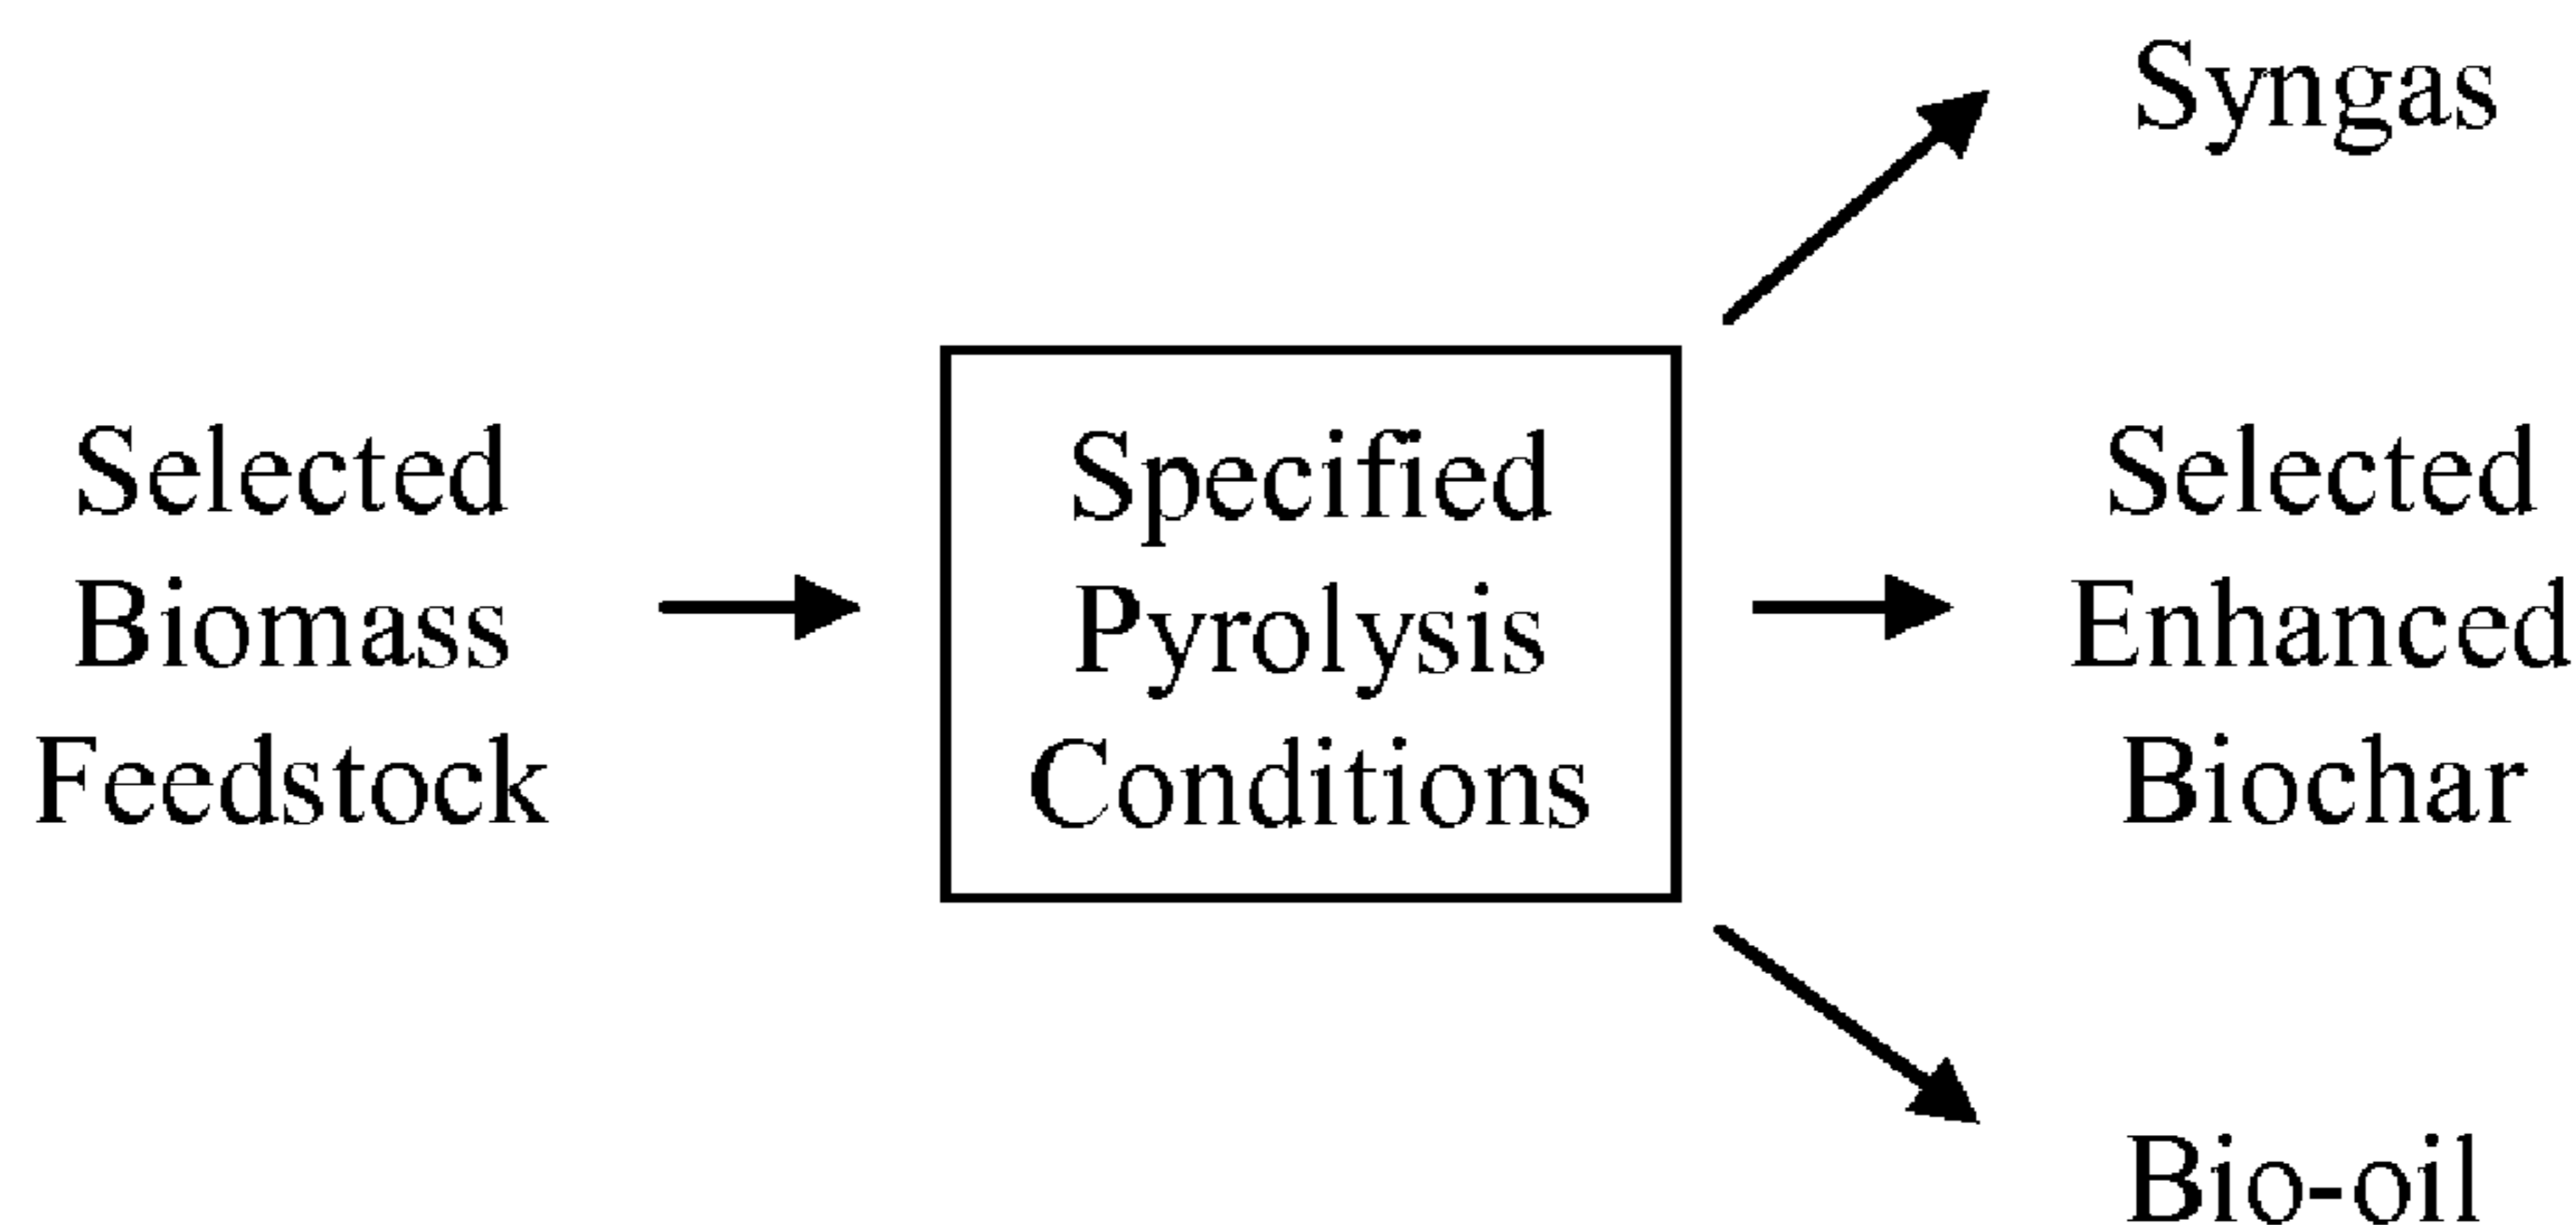 Syngas
Selected
Biomass
Feedstock
Specified
Pyrolysis
Conditions
Selected
Enhanced
Biochar
Bio-oil